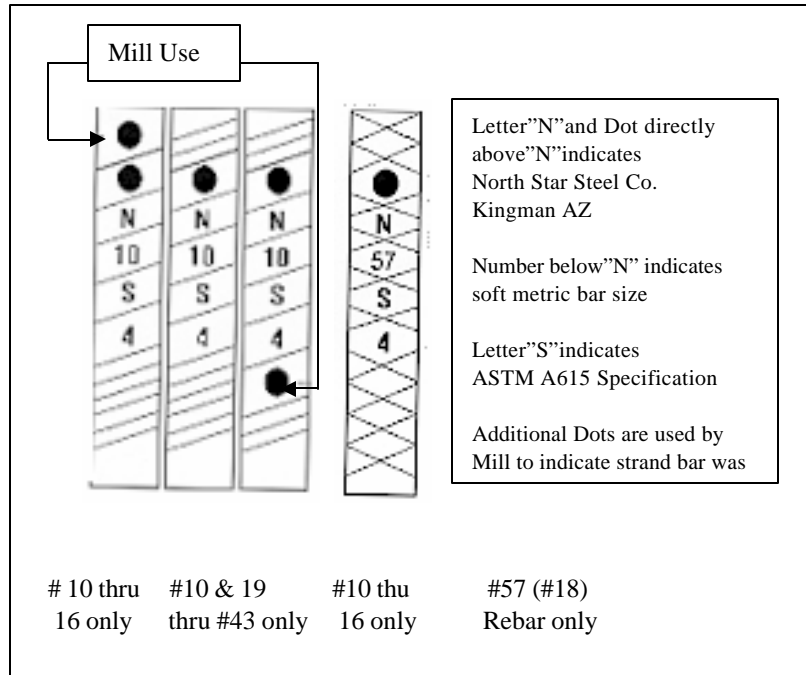 Mill Use
N
10
S
4
N
10
S
4
N
10
S
4
N
57
S
4
Letter”N”and Dot directly
above”N”indicates
North Star Steel Co.
Kingman AZ
Number below”N” indicates
soft metric bar size
Letter”S”indicates
ASTM A615 Specification
Additional Dots are used by
Mill to indicate strand bar was
# 10 thru
16 only
#10 & 19
thru #43 only
#10 thu
16 only
#57 (#18)
Rebar only